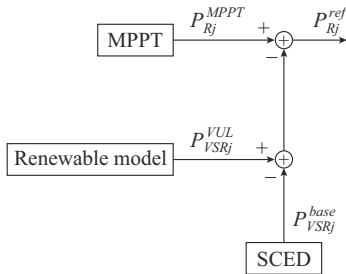 MPPT P_{Rj}^{MPPT} + P_{Rj}^{ref}
−
Renewable model P_{VSRj}^{VUL} +
−
P_{VSRj}^{base}
SCED